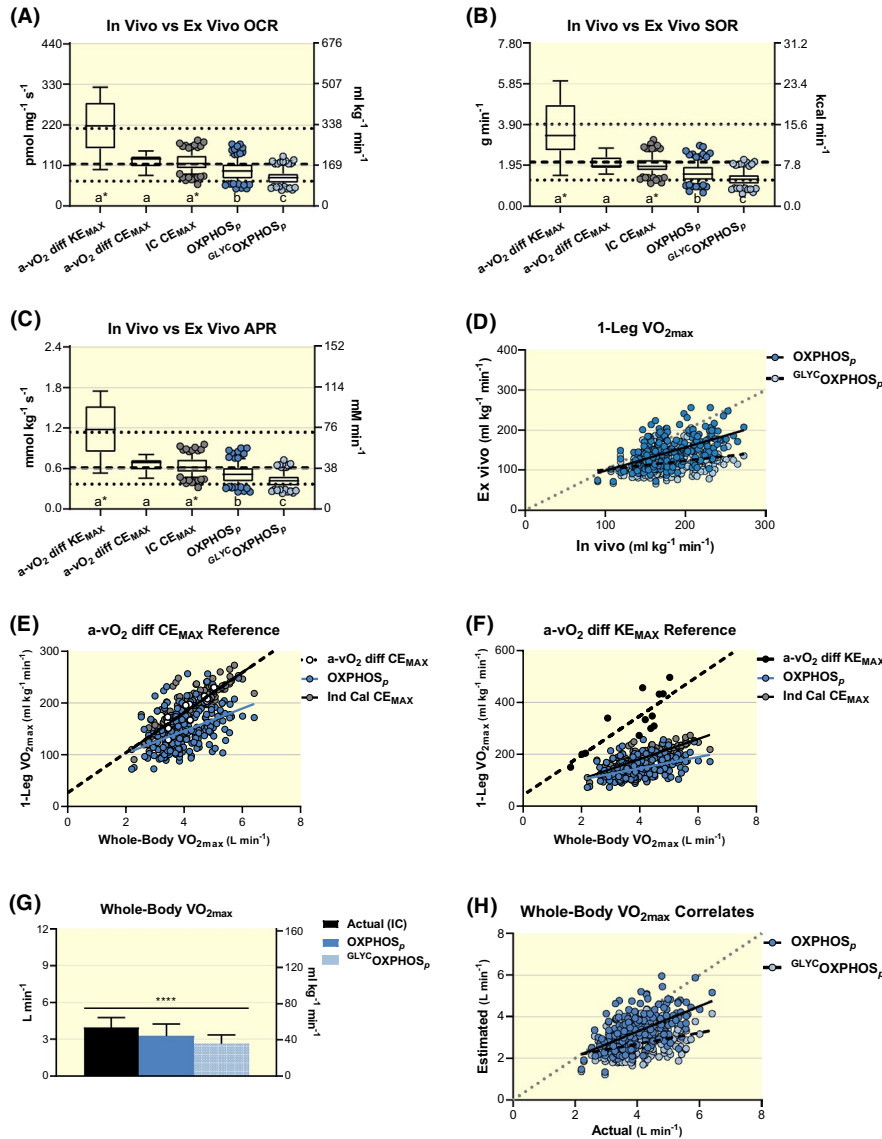 (A)
In Vivo vs Ex Vivo OCR
440
330
220
110
0
pmol mg⁻¹ s⁻¹
676
507
338
169
0
ml kg⁻¹ min⁻¹
a* a a* b c
a-vO₂ diff KE_MAX
a-vO₂ diff CE_MAX
IC CE_MAX
OXPHOS_p
^GLYC OXPHOS_p
(B)
In Vivo vs Ex Vivo SOR
7.80
5.85
3.90
1.95
0.00
g min⁻¹
31.2
23.4
15.6
7.8
0.0
kcal min⁻¹
a* a a* b c
a-vO₂ diff KE_MAX
a-vO₂ diff CE_MAX
IC CE_MAX
OXPHOS_p
^GLYC OXPHOS_p
(C)
In Vivo vs Ex Vivo APR
2.4
1.8
1.2
0.6
0.0
mmol kg⁻¹ s⁻¹
152
114
76
38
0
mM min⁻¹
a* a a* b c
a-vO₂ diff KE_MAX
a-vO₂ diff CE_MAX
IC CE_MAX
OXPHOS_p
^GLYC OXPHOS_p
(D)
1-Leg VO₂max
400
300
200
100
0
Ex vivo (ml kg⁻¹ min⁻¹)
0 100 200 300
In vivo (ml kg⁻¹ min⁻¹)
OXPHOS_p
^GLYC OXPHOS_p
(E)
a-vO₂ diff CE_MAX Reference
300
200
100
0
1-Leg VO₂max (ml kg⁻¹ min⁻¹)
0 2 4 6 8
Whole-Body VO₂max (L min⁻¹)
a-vO₂ diff CE_MAX
OXPHOS_p
Ind Cal CE_MAX
(F)
a-vO₂ diff KE_MAX Reference
600
400
200
0
1-Leg VO₂max (ml kg⁻¹ min⁻¹)
0 2 4 6 8
Whole-Body VO₂max (L min⁻¹)
a-vO₂ diff KE_MAX
OXPHOS_p
Ind Cal CE_MAX
(G)
Whole-Body VO₂max
12
9
6
3
0
L min⁻¹
****
160
120
80
40
0
ml kg⁻¹ min⁻¹
Actual (IC)
OXPHOS_p
^GLYC OXPHOS_p
(H)
Whole-Body VO₂max Correlates
8
6
4
2
0
Estimated (L min⁻¹)
0 2 4 6 8
Actual (L min⁻¹)
OXPHOS_p
^GLYC OXPHOS_p